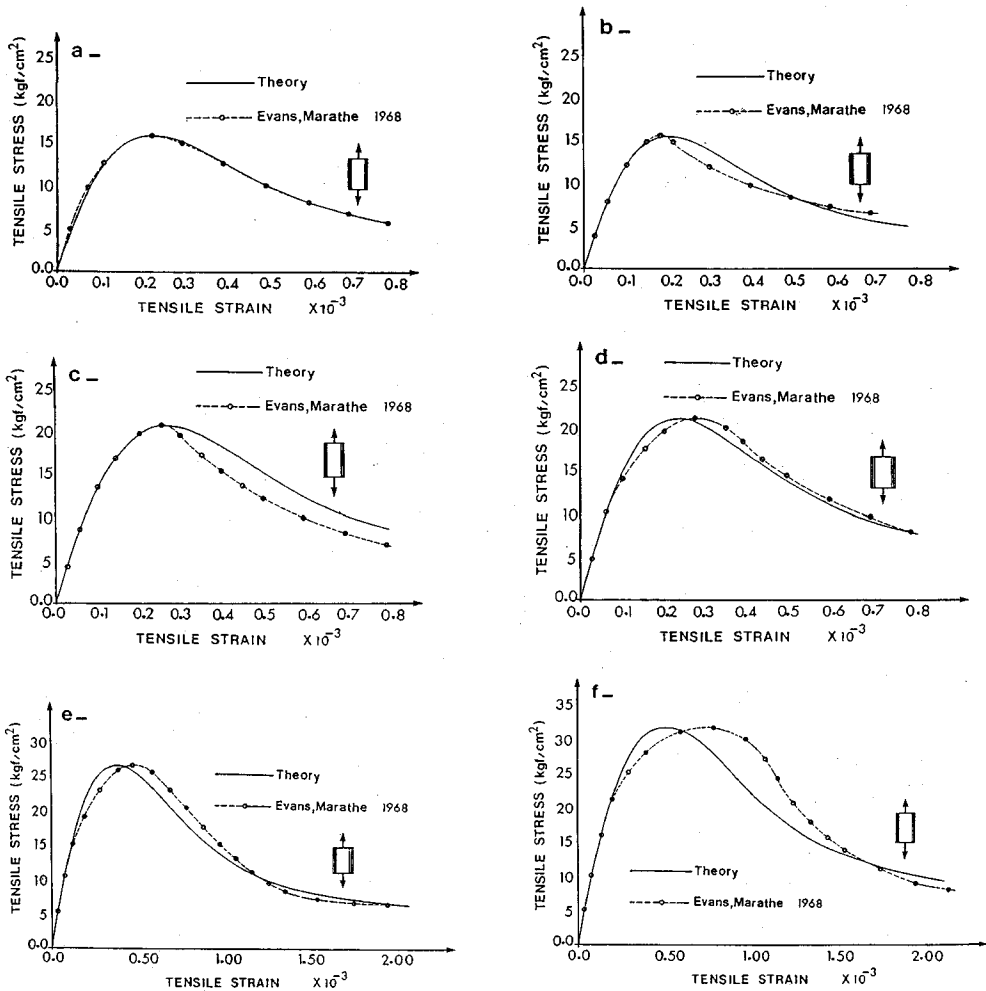 a –
TENSILE STRESS (kgf/cm²)
25
20
15
10
5
0.0
Theory
Evans,Marathe 1968
0.0 0.1 0.2 0.3 0.4 0.5 0.6 0.7 0.8
TENSILE STRAIN X10⁻³
b –
TENSILE STRESS (kgf/cm²)
25
20
15
10
5
0.0
Theory
Evans,Marathe 1968
0.0 0.1 0.2 0.3 0.4 0.5 0.6 0.7 0.8
TENSILE STRAIN X10⁻³
c –
TENSILE STRESS (kgf/cm²)
25
20
15
10
5
0.0
Theory
Evans,Marathe 1968
0.0 0.1 0.2 0.3 0.4 0.5 0.6 0.7 0.8
TENSILE STRAIN X10⁻³
d –
TENSILE STRESS (kgf/cm²)
25
20
15
10
5
0.0
Theory
Evans,Marathe 1968
0.0 0.1 0.2 0.3 0.4 0.5 0.6 0.7 0.8
TENSILE STRAIN X10⁻³
e –
TENSILE STRESS (kgf/cm²)
30
25
20
15
10
5
0.0
Theory
Evans,Marathe 1968
0.0 0.5 1.00 1.5 2.00
TENSILE STRAIN X10⁻³
f –
TENSILE STRESS (kgf/cm²)
35
30
25
20
15
10
5
0.0
Theory
Evans,Marathe 1968
0.0 0.5 1.00 1.5 2.00
TENSILE STRAIN X10⁻³